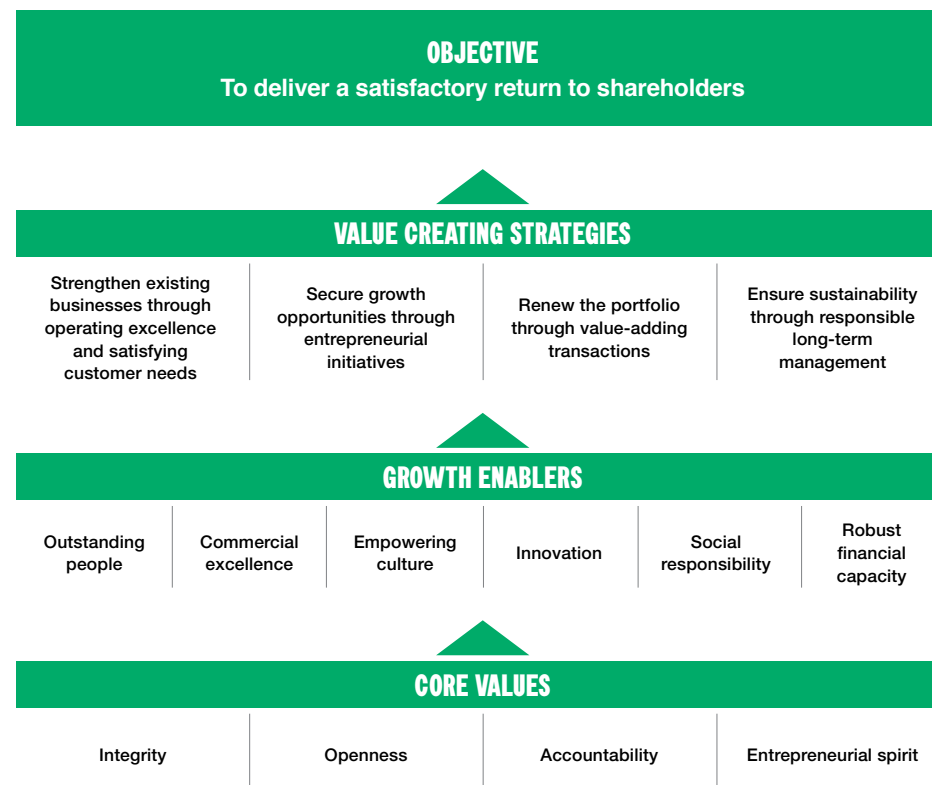 OBJECTIVE
To deliver a satisfactory return to shareholders
VALUE CREATING STRATEGIES
Strengthen existing
businesses through
operating excellence
and satisfying
customer needs
Secure growth
opportunities through
entrepreneurial
initiatives
Renew the portfolio
through value-adding
transactions
Ensure sustainability
through responsible
long-term
management
GROWTH ENABLERS
Outstanding
people
Commercial
excellence
Empowering
culture
Innovation
Social
responsibility
Robust
financial
capacity
CORE VALUES
Integrity
Openness
Accountability
Entrepreneurial spirit